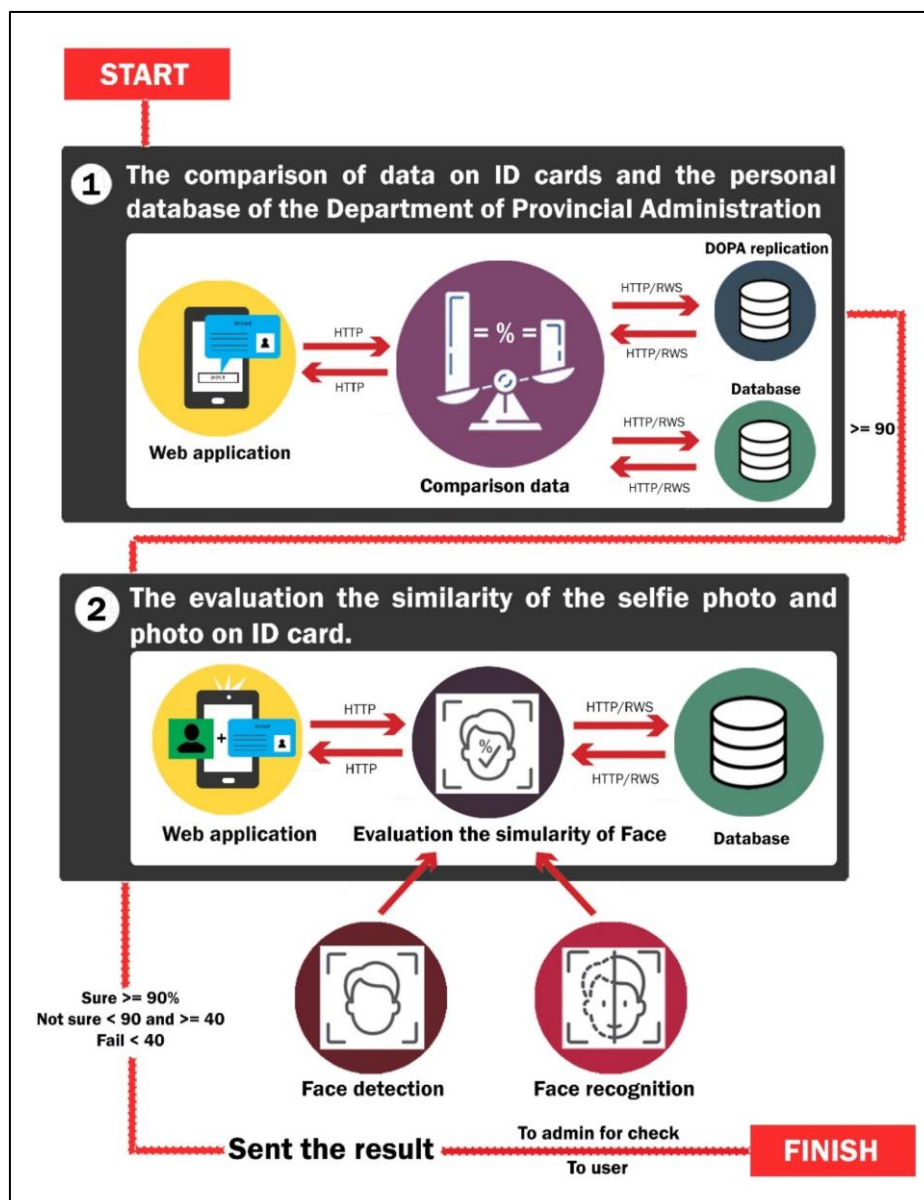 START
1
The comparison of data on ID cards and the personal
database of the Department of Provincial Administration
DOPA replication
HTTP/RWS
HTTP
= % =
HTTP/RWS
HTTP
Database
>= 90
HTTP/RWS
Web application
HTTP/RWS
Comparison data
2
The evaluation the similarity of the selfie photo and
photo on ID card.
HTTP
HTTP/RWS
+
%
HTTP
HTTP/RWS
Web application
Evaluation the simularity of Face
Database
Sure >= 90%
Not sure < 90 and >= 40
Fail < 40
Face detection
Face recognition
Sent the result
To admin for check
To user
FINISH